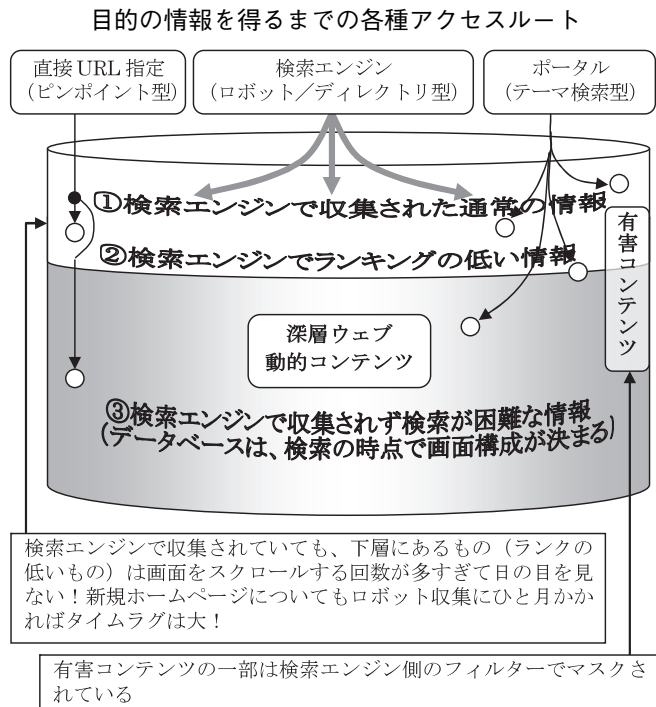 目的の情報を得るまでの各種アクセスルート
直接 URL 指定
（ピンポイント型）
検索エンジン
（ロボット／ディレクトリ型）
ポータル
（テーマ検索型）
①検索エンジンで収集された通常の情報
②検索エンジンでランキングの低い情報
有害コンテンツ
深層ウェブ
動的コンテンツ
③検索エンジンで収集されず検索が困難な情報
（データベースは、検索の時点で画面構成が決まる）
検索エンジンで収集されていても、下層にあるもの（ランクの
低いもの）は画面をスクロールする回数が多すぎて日の目を見
ない！新規ホームページについてもロボット収集にひと月かか
ればタイムラグは大！
有害コンテンツの一部は検索エンジン側のフィルターでマスクさ
れている